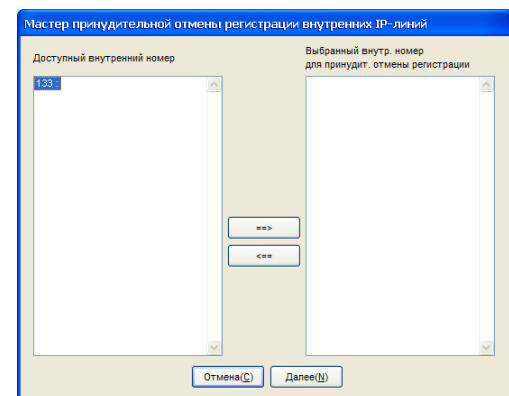 Мастер принудительной отмены регистрации внутренних IP-линий
Доступный внутренний номер
Выбранный внутр. номер
для принудит. отмены регистрации
133 :
==>
<==
Отмена(C)
Далее(N)